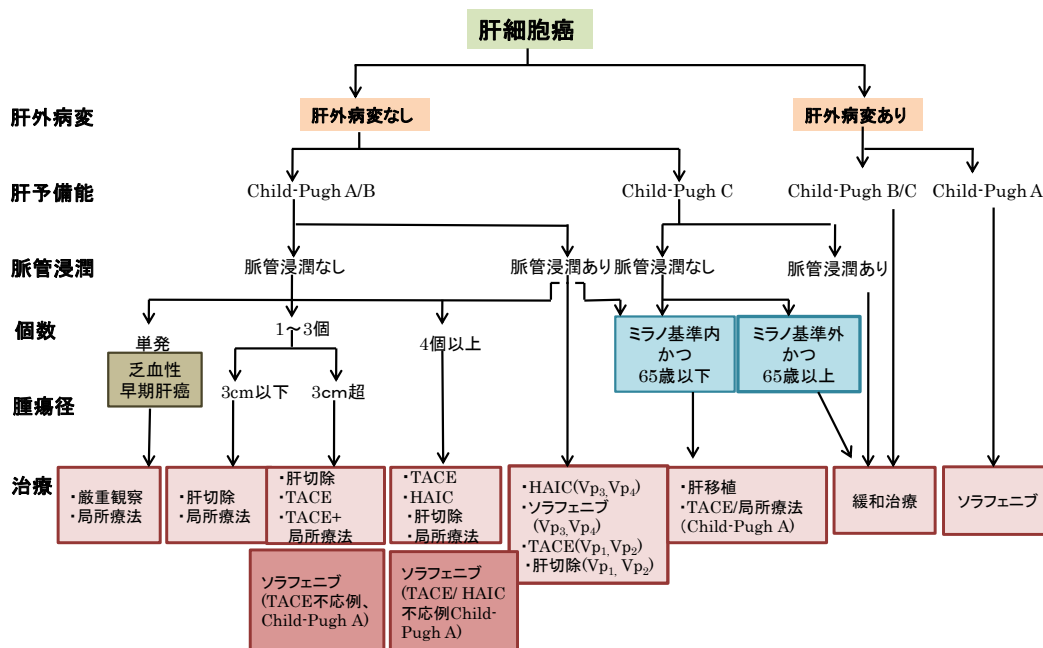 肝細胞癌
肝外病変
肝外病変なし
肝外病変あり
肝予備能
Child-Pugh A/B
Child-Pugh C
Child-Pugh B/C
Child-Pugh A
脈管浸潤
脈管浸潤なし
脈管浸潤あり
脈管浸潤なし
脈管浸潤あり
個数
単発
1～3個
4個以上
ミラノ基準内
かつ
65歳以下
ミラノ基準外
かつ
65歳以上
乏血性
早期肝癌
腫瘍径
3cm以下
3cm超
治療
・厳重観察
・局所療法
・肝切除
・局所療法
・肝切除
・TACE
・TACE+
局所療法
・TACE
・HAIC
・肝切除
・局所療法
・HAIC(Vp3,Vp4)
・ソラフェニブ
(Vp3,Vp4)
・TACE(Vp1,Vp2)
・肝切除(Vp1, Vp2)
・肝移植
・TACE/局所療法
(Child-Pugh A)
緩和治療
ソラフェニブ
ソラフェニブ
(TACE不応例、
Child-Pugh A)
ソラフェニブ
(TACE/ HAIC
不応例Child-
Pugh A)